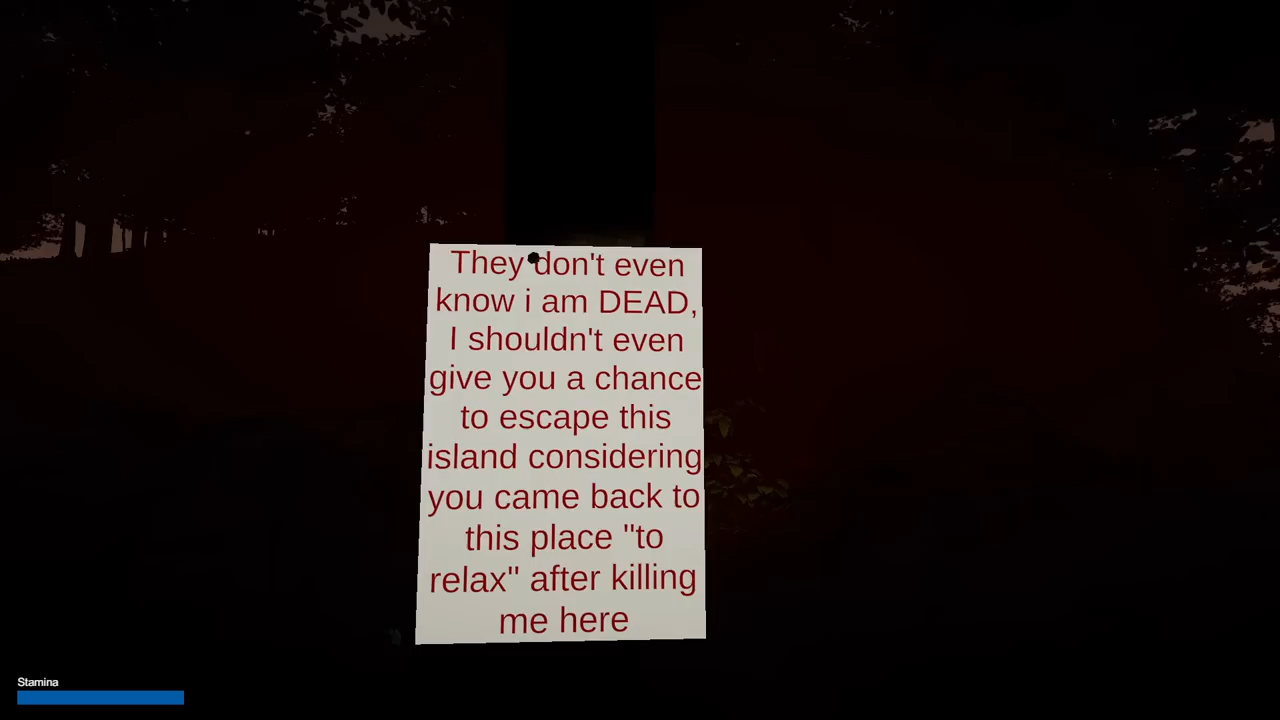 They don't even
know i am DEAD,
I shouldn't even
give you a chance
to escape this
island considering
you came back to
this place "to
relax" after killing
me here
Stamina